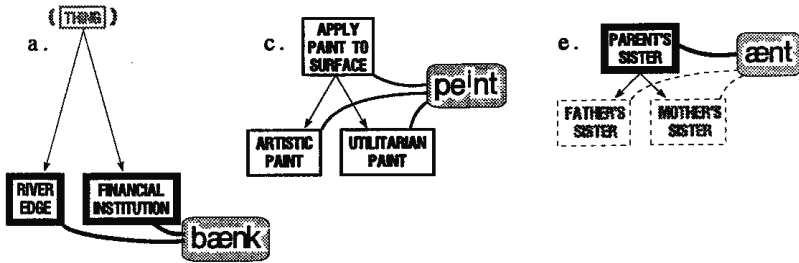 a.
( THING )
RIVER
EDGE
FINANCIAL
INSTITUTION
bænk
c.
APPLY
PAINT TO
SURFACE
peⁱnt
ARTISTIC
PAINT
UTILITARIAN
PAINT
e.
PARENT'S
SISTER
ænt
FATHER'S
SISTER
MOTHER'S
SISTER